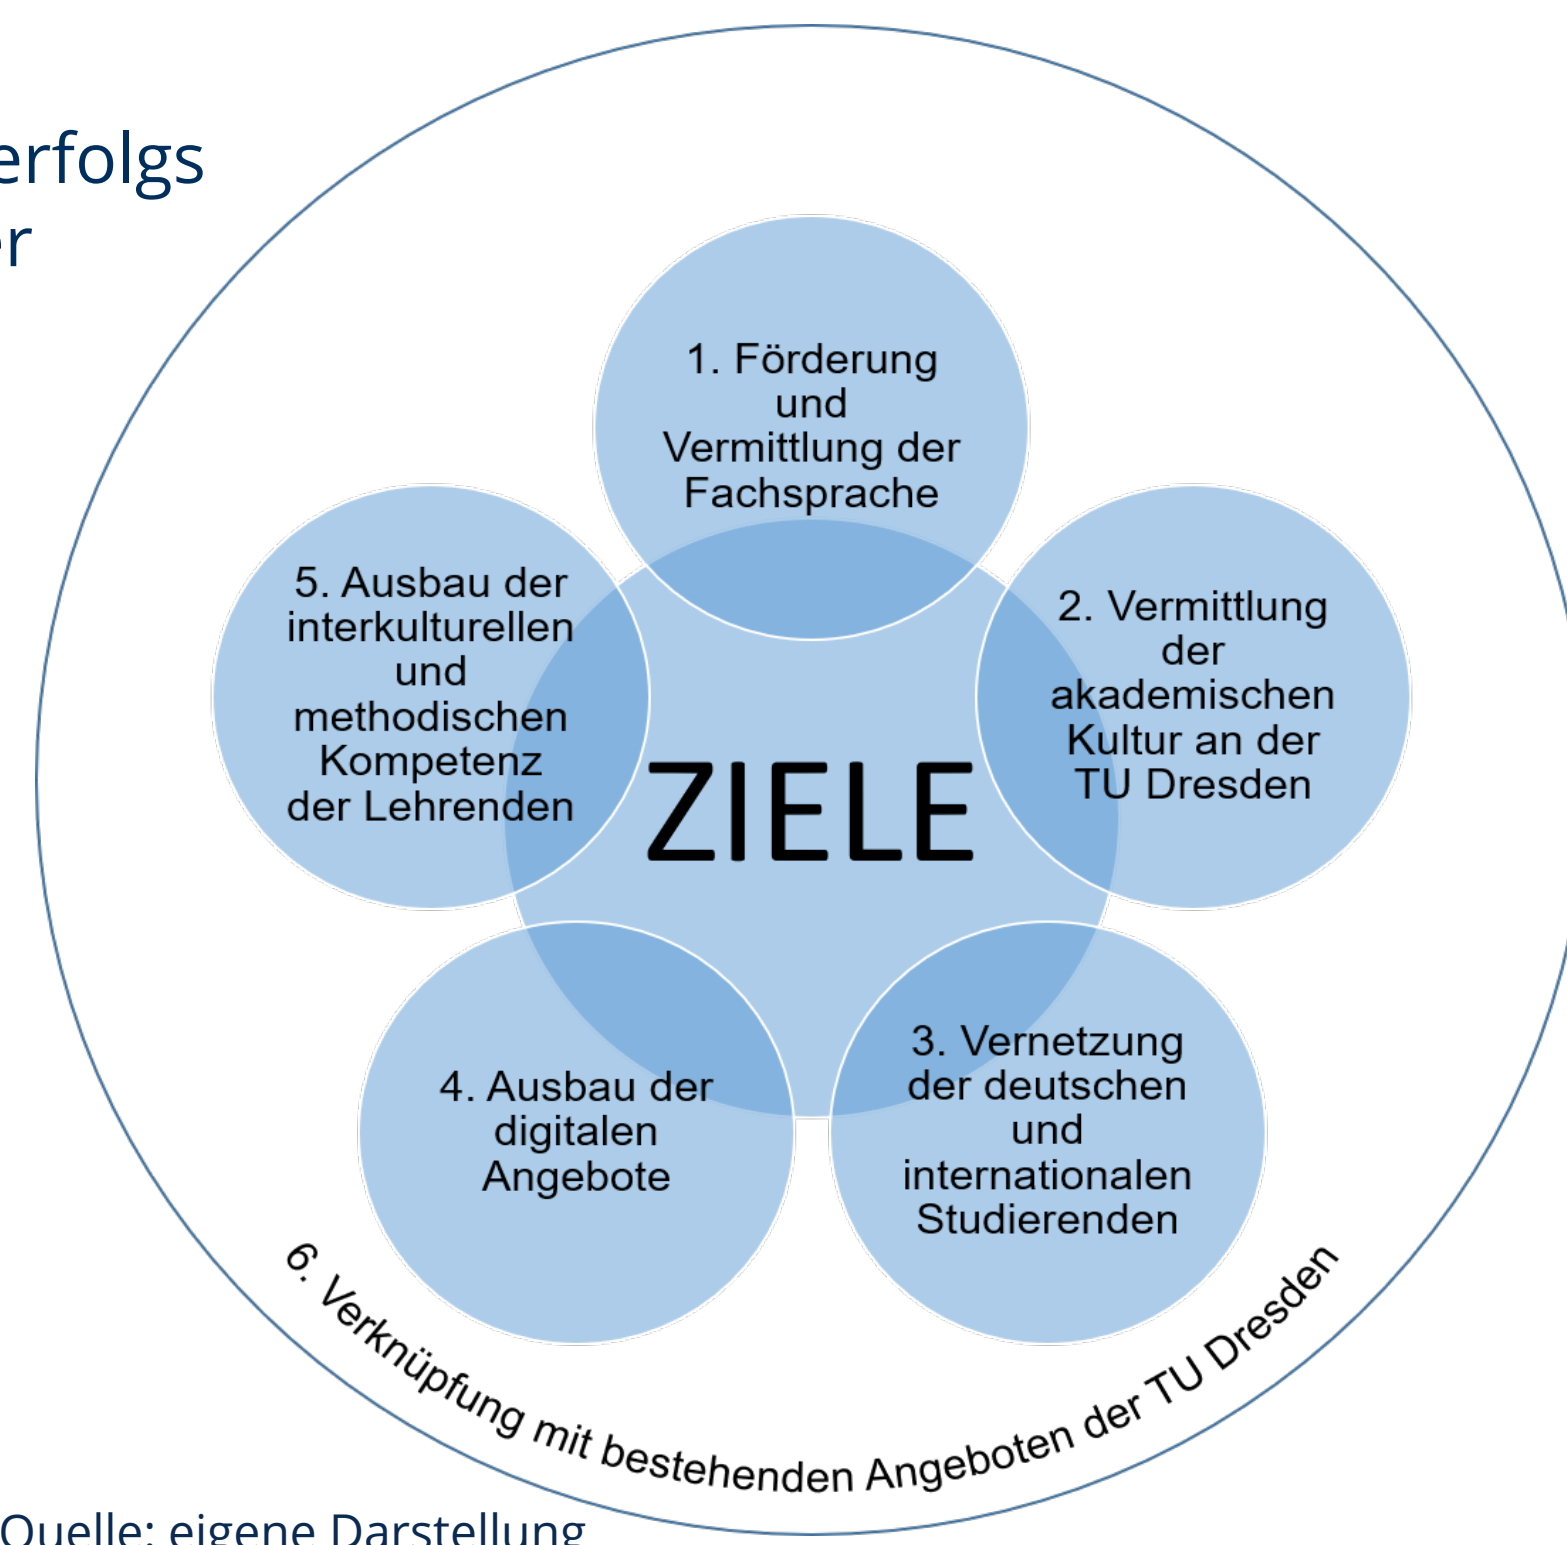 erfolgs
er
1. Förderung
und
Vermittlung der
Fachsprache
2. Vermittlung
der
akademischen
Kultur an der
TU Dresden
3. Vernetzung
der deutschen
und
internationalen
Studierenden
4. Ausbau der
digitalen
Angebote
5. Ausbau der
interkulturellen
und
methodischen
Kompetenz
der Lehrenden
ZIELE
6. Verknüpfung mit bestehenden Angeboten der TU Dresden
Quelle: eigene Darstellung